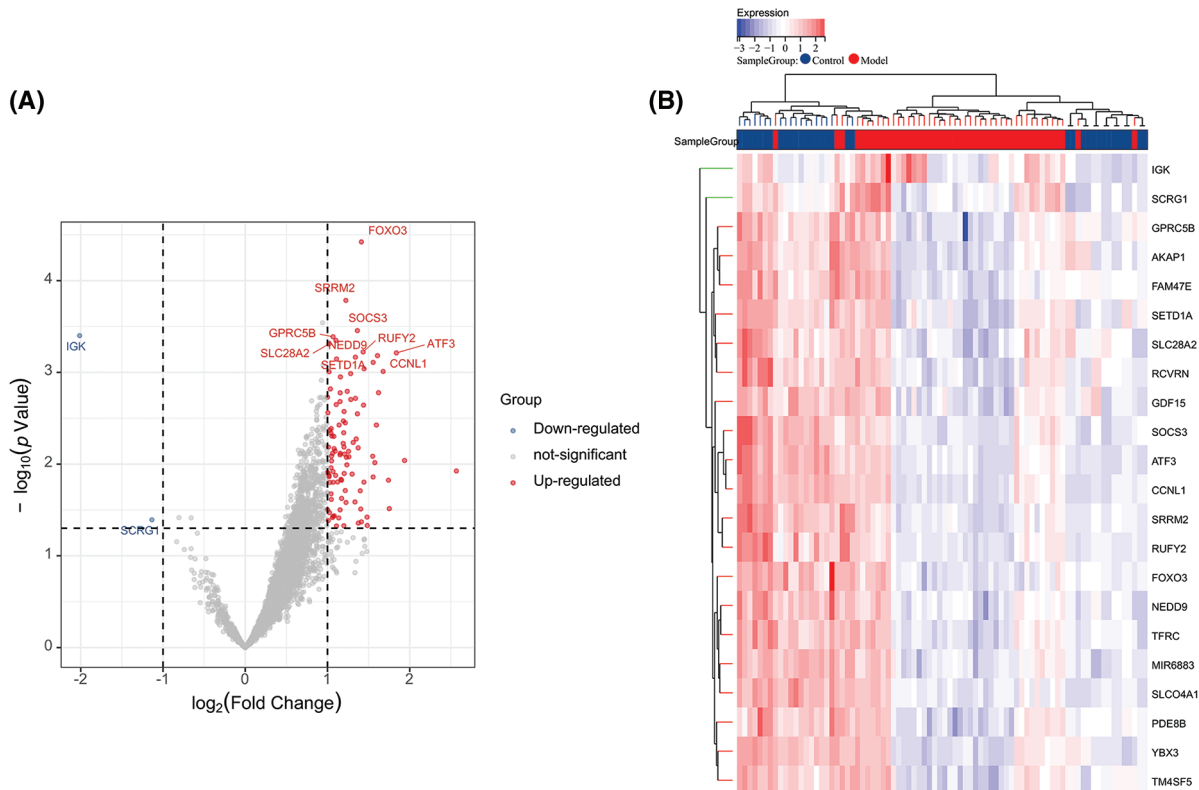 (A)
FOXO3
SRRM2
SOCS3
GPRC5B
NEDD9
RUFY2
ATF3
SLC28A2
SETD1A
CCNL1
IGK
SCRG1
4
3
2
1
0
-2
-1
0
1
2
− log10(p Value)
log2(Fold Change)
Group
Down-regulated
not-significant
Up-regulated
(B)
Expression
−3 −2 −1 0 1 2
SampleGroup: Control Model
SampleGroup
IGK
SCRG1
GPRC5B
AKAP1
FAM47E
SETD1A
SLC28A2
RCVRN
GDF15
SOCS3
ATF3
CCNL1
SRRM2
RUFY2
FOXO3
NEDD9
TFRC
MIR6883
SLCO4A1
PDE8B
YBX3
TM4SF5